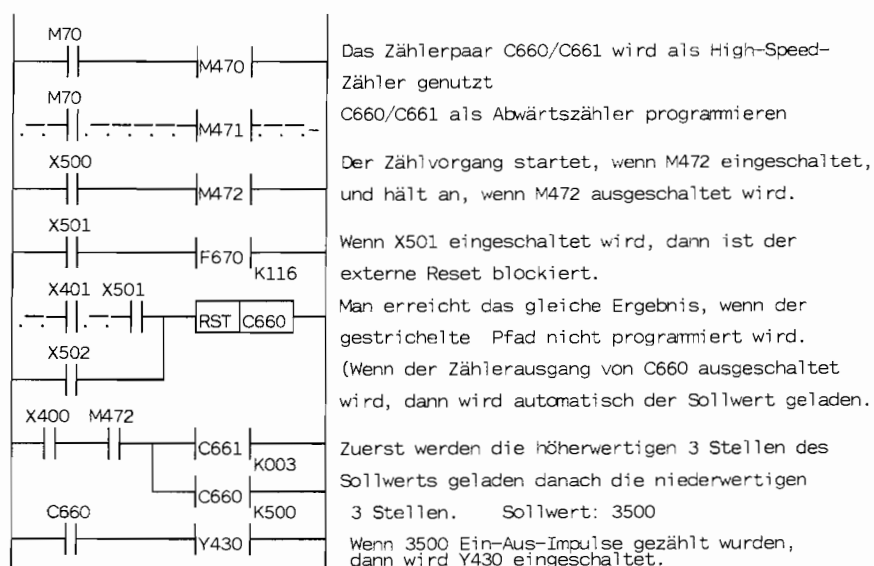 M70
M470
Das Zählerpaar C660/C661 wird als High-Speed-
Zähler genutzt
M70
M471
C660/C661 als Abwärtszähler programmieren
X500
M472
Der Zählvorgang startet, wenn M472 eingeschaltet,
und hält an, wenn M472 ausgeschaltet wird.
X501
F670
K116
Wenn X501 eingeschaltet wird, dann ist der
externe Reset blockiert.
X401 X501
RST C660
X502
Man erreicht das gleiche Ergebnis, wenn der
gestrichelte Pfad nicht programmiert wird.
(Wenn der Zählerausgang von C660 ausgeschaltet
wird, dann wird automatisch der Sollwert geladen.
X400 M472
C661
K003
C660
K500
Zuerst werden die höherwertigen 3 Stellen des
Sollwerts geladen danach die niederwertigen
3 Stellen. Sollwert: 3500
C660
Y430
Wenn 3500 Ein-Aus-Impulse gezählt wurden,
dann wird Y430 eingeschaltet.